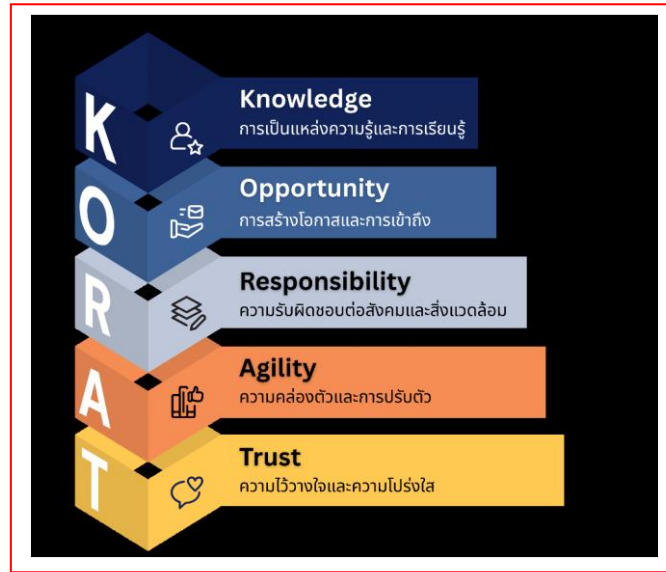 K
Knowledge
การเป็นแหล่งความรู้และการเรียนรู้
O
Opportunity
การสร้างโอกาสและการเข้าถึง
R
Responsibility
ความรับผิดชอบต่อสังคมและสิ่งแวดล้อม
A
Agility
ความคล่องตัวและการปรับตัว
T
Trust
ความไว้วางใจและความโปร่งใส